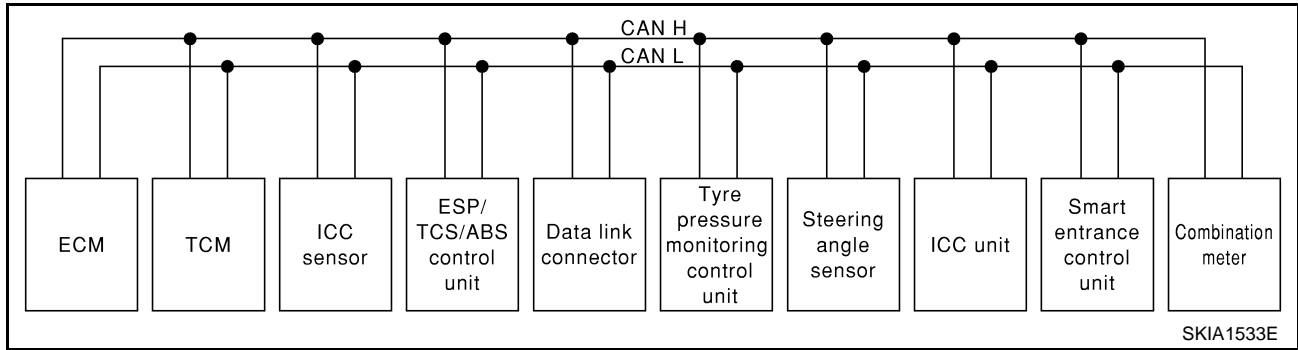 CAN H
CAN L
ECM
TCM
ICC
sensor
ESP/
TCS/ABS
control
unit
Data link
connector
Tyre
pressure
monitoring
control
unit
Steering
angle
sensor
ICC unit
Smart
entrance
control
unit
Combination
meter
SKIA1533E